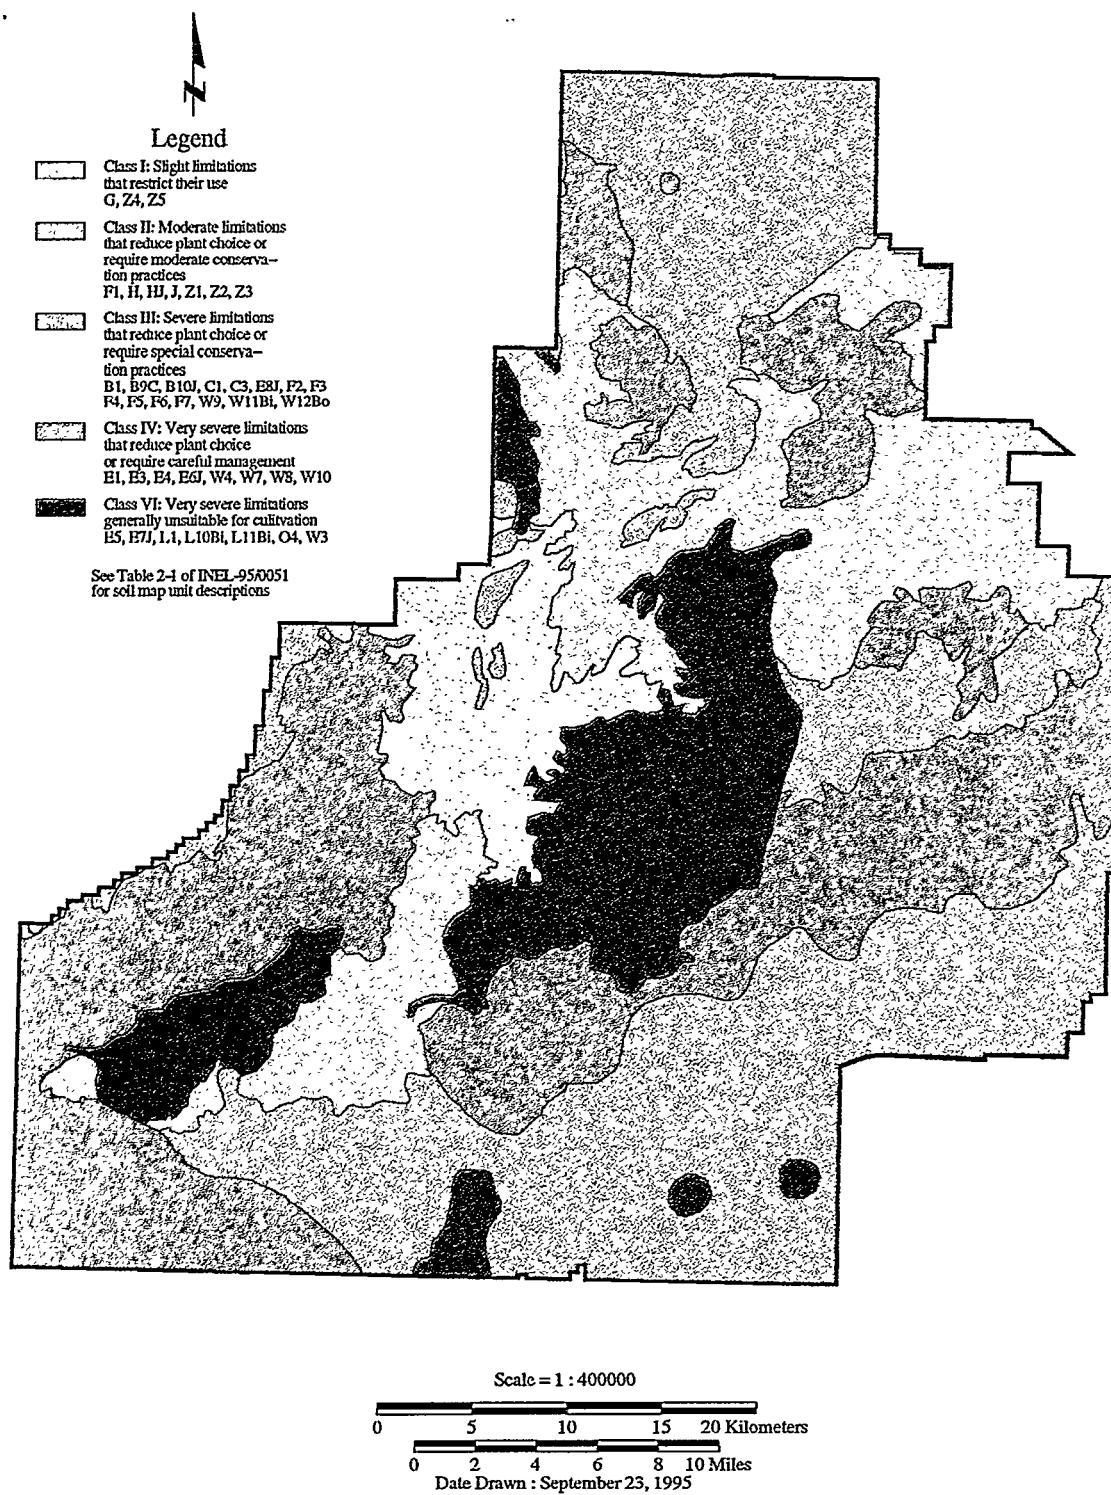 N
Legend
Class I: Slight limitations
that restrict their use
G, Z4, Z5
Class II: Moderate limitations
that reduce plant choice or
require moderate conserva-
tion practices
F1, H, HJ, J, Z1, Z2, Z3
Class III: Severe limitations
that reduce plant choice or
require special conserva-
tion practices
B1, B9C, B10J, C1, C3, E8J, F2, F3
F4, F5, F6, F7, W9, W11Bi, W12Bo
Class IV: Very severe limitations
that reduce plant choice
or require careful management
E1, E3, E4, E6J, W4, W7, W8, W10
Class VI: Very severe limitations
generally unsuitable for culitvation
E5, E7J, L1, L10Bi, L11Bi, O4, W3
See Table 2-1 of INEL-95/0051
for soil map unit descriptions
Scale = 1 : 400000
0 5 10 15 20 Kilometers
0 2 4 6 8 10 Miles
Date Drawn : September 23, 1995